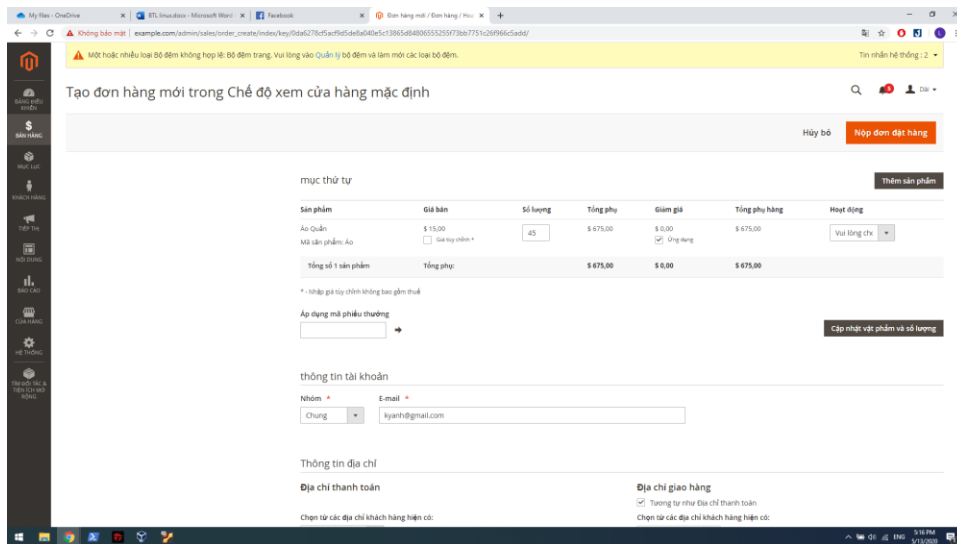 My files - OneDrive
BTL linux.docx - Microsoft Word
Facebook
Đơn hàng mới / Đơn hàng / Hoạ
Không bảo mật | example.com/admin/sales/order_create/index/key/
Một hoặc nhiều loại Bộ đệm không hợp lệ: Bộ đệm trang. Vui lòng vào Quản lý bộ đệm và làm mới các loại bộ đệm.
Tin nhắn hệ thống : 2
Tạo đơn hàng mới trong Chế độ xem cửa hàng mặc định
BẢNG ĐIỀU KHIỂN
BÁN HÀNG
MỤC LỤC
KHÁCH HÀNG
TIẾP THỊ
NỘI DUNG
BÁO CÁO
CỬA HÀNG
HỆ THỐNG
TÌM ĐỐI TÁC & TIỆN ÍCH MỞ RỘNG
Hủy bỏ
Nộp đơn đặt hàng
mục thứ tự
Thêm sản phẩm
Sản phẩm Giá bán Số lượng Tổng phụ Giảm giá Tổng phụ hàng Hoạt động
Áo Quần $ 15,00 45 $ 675,00 $ 0,00 $ 675,00 Vui lòng chọ
Mã sản phẩm: Áo Giá tùy chỉnh * Ứng dụng
Tổng số 1 sản phẩm Tổng phụ: $ 675,00 $ 0,00 $ 675,00
* - Nhập giá tùy chỉnh không bao gồm thuế
Áp dụng mã phiếu thưởng
Cập nhật vật phẩm và số lượng
thông tin tài khoản
Nhóm * E-mail *
Chung kyanh@gmail.com
Thông tin địa chỉ
Địa chỉ thanh toán
Địa chỉ giao hàng
Tương tự như Địa chỉ thanh toán
Chọn từ các địa chỉ khách hàng hiện có:
Chọn từ các địa chỉ khách hàng hiện có:
ENG
5:16 PM
5/13/2020